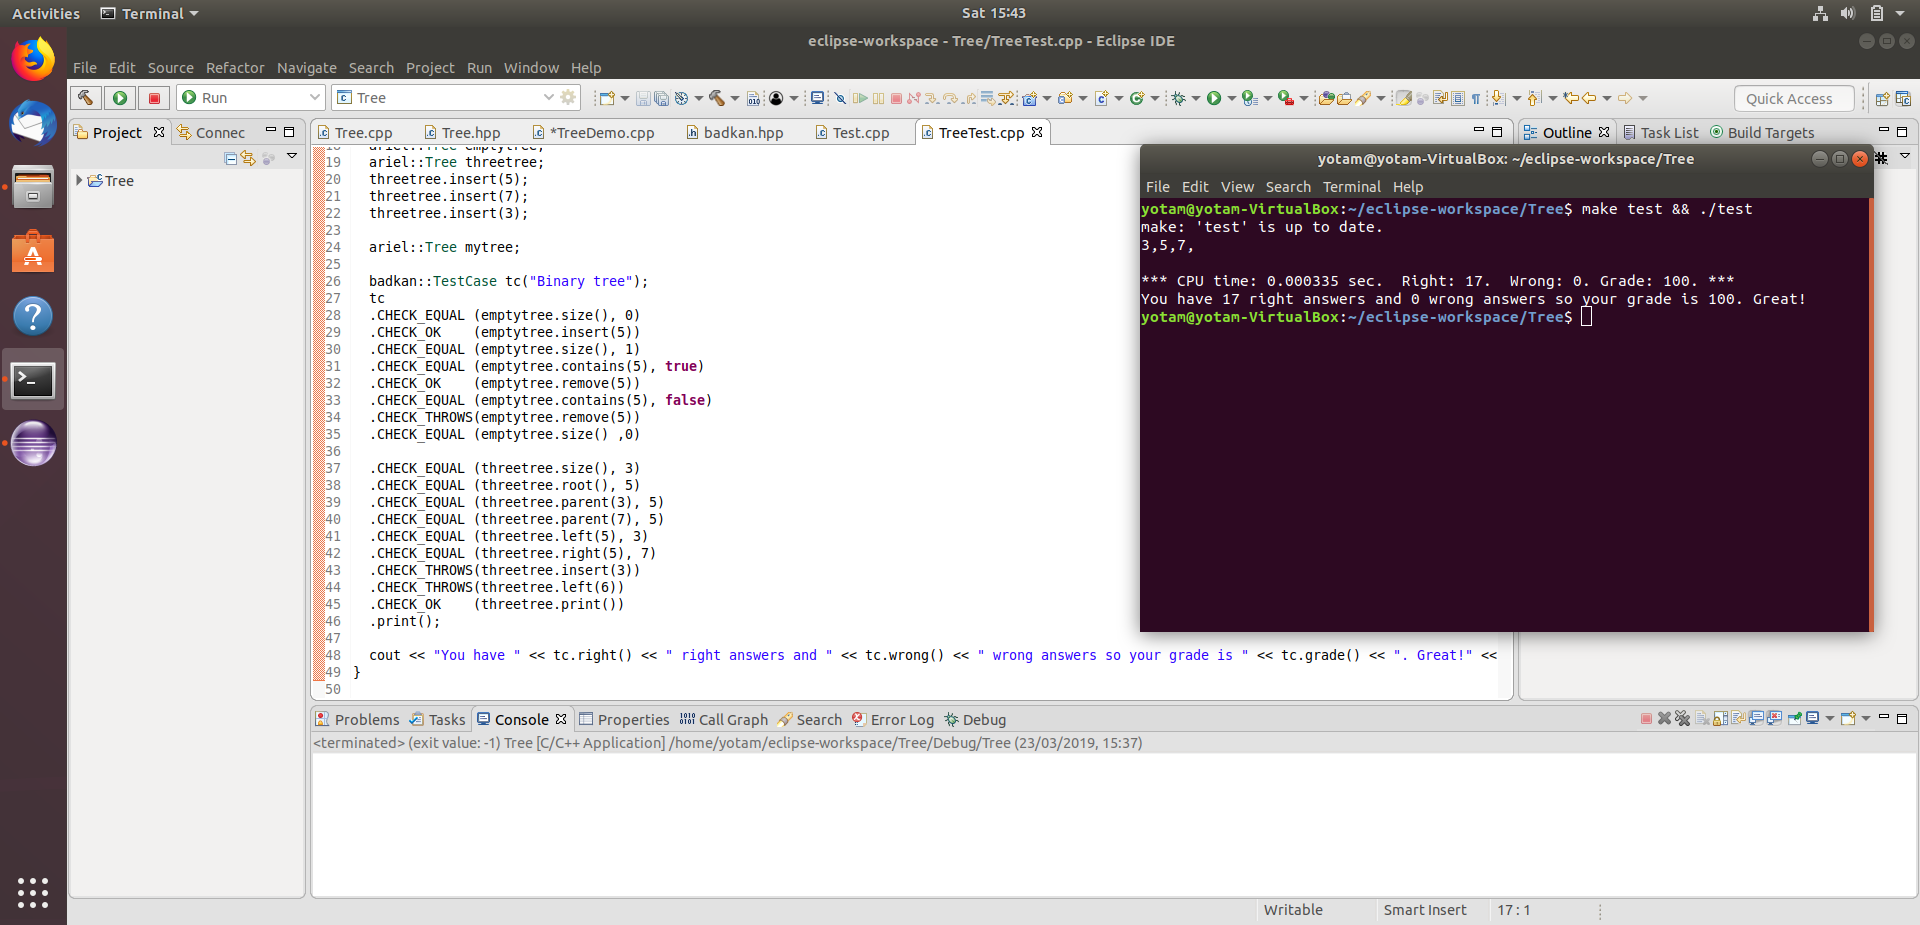 Activities Terminal Sat 15:43
eclipse-workspace - Tree/TreeTest.cpp - Eclipse IDE
File Edit Source Refactor Navigate Search Project Run Window Help
Run Tree Quick Access
Project Connec
Tree
Tree.cpp Tree.hpp *TreeDemo.cpp badkan.hpp Test.cpp TreeTest.cpp
18 ariel::Tree emptytree;
19 ariel::Tree threetree;
20 threetree.insert(5);
21 threetree.insert(7);
22 threetree.insert(3);
23
24 ariel::Tree mytree;
25
26 badkan::TestCase tc("Binary tree");
27 tc
28 .CHECK_EQUAL (emptytree.size(), 0)
29 .CHECK_OK    (emptytree.insert(5))
30 .CHECK_EQUAL (emptytree.size(), 1)
31 .CHECK_EQUAL (emptytree.contains(5), true)
32 .CHECK_OK    (emptytree.remove(5))
33 .CHECK_EQUAL (emptytree.contains(5), false)
34 .CHECK_THROWS(emptytree.remove(5))
35 .CHECK_EQUAL (emptytree.size() ,0)
36
37 .CHECK_EQUAL (threetree.size(), 3)
38 .CHECK_EQUAL (threetree.root(), 5)
39 .CHECK_EQUAL (threetree.parent(3), 5)
40 .CHECK_EQUAL (threetree.parent(7), 5)
41 .CHECK_EQUAL (threetree.left(5), 3)
42 .CHECK_EQUAL (threetree.right(5), 7)
43 .CHECK_THROWS(threetree.insert(3))
44 .CHECK_THROWS(threetree.left(6))
45 .CHECK_OK    (threetree.print())
46 .print();
47
48 cout << "You have " << tc.right() << " right answers and " << tc.wrong() << " wrong answers so your grade is " << tc.grade() << ". Great!" <<
49 }
50
Outline Task List Build Targets
yotam@yotam-VirtualBox: ~/eclipse-workspace/Tree
File Edit View Search Terminal Help
yotam@yotam-VirtualBox:~/eclipse-workspace/Tree$ make test && ./test
make: 'test' is up to date.
3,5,7,
*** CPU time: 0.000335 sec.  Right: 17.  Wrong: 0. Grade: 100. ***
You have 17 right answers and 0 wrong answers so your grade is 100. Great!
yotam@yotam-VirtualBox:~/eclipse-workspace/Tree$
Problems Tasks Console Properties Call Graph Search Error Log Debug
<terminated> (exit value: -1) Tree [C/C++ Application] /home/yotam/eclipse-workspace/Tree/Debug/Tree (23/03/2019, 15:37)
Writable Smart Insert 17 : 1